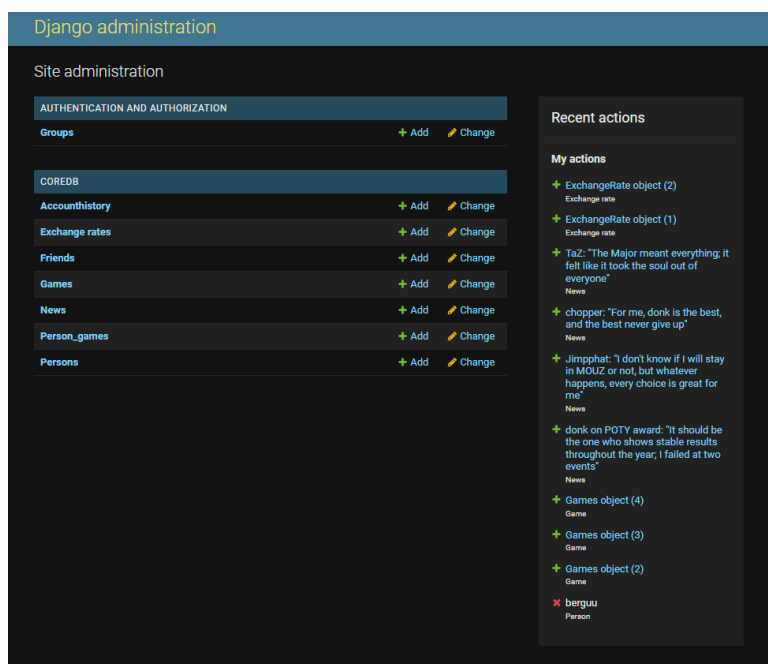 Django administration
Site administration
AUTHENTICATION AND AUTHORIZATION
Groups + Add Change
COREDB
Accounthistory + Add Change
Exchange rates + Add Change
Friends + Add Change
Games + Add Change
News + Add Change
Person_games + Add Change
Persons + Add Change
Recent actions
My actions
ExchangeRate object (2)
Exchange rate
ExchangeRate object (1)
Exchange rate
TaZ: "The Major meant everything; it
felt like it took the soul out of
everyone"
News
chopper: "For me, donk is the best,
and the best never give up"
News
Jimpphat: "I don't know if I will stay
in MOUZ or not, but whatever
happens, every choice is great for
me"
News
donk on POTY award: "It should be
the one who shows stable results
throughout the year; I failed at two
events"
News
Games object (4)
Game
Games object (3)
Game
Games object (2)
Game
berguu
Person